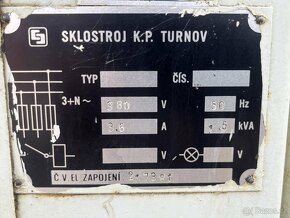 SKLOSTROJ K.P. TURNOV
TYP
ČÍS.
3+N~ 380 V 50 Hz
A kVA
V
Č V EL ZAPOJENÍ